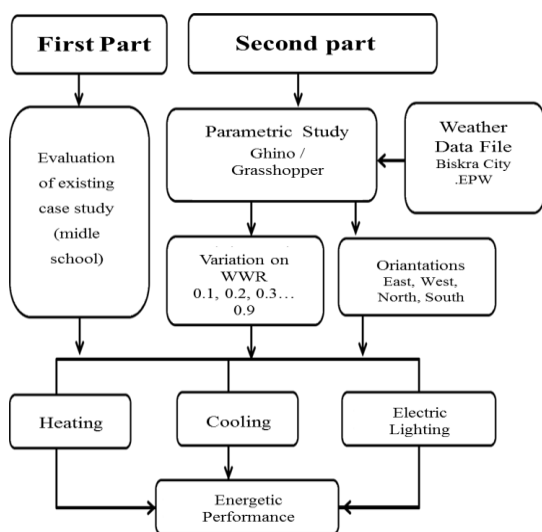 First Part
Second part
Evaluation
of existing
case study
(midle
school)
Parametric Study
Ghino /
Grasshopper
Weather
Data File
Biskra City
.EPW
Variation on
WWR
0.1, 0.2, 0.3…
0.9
Oriantations
East, West,
North, South
Heating
Cooling
Electric
Lighting
Energetic
Performance